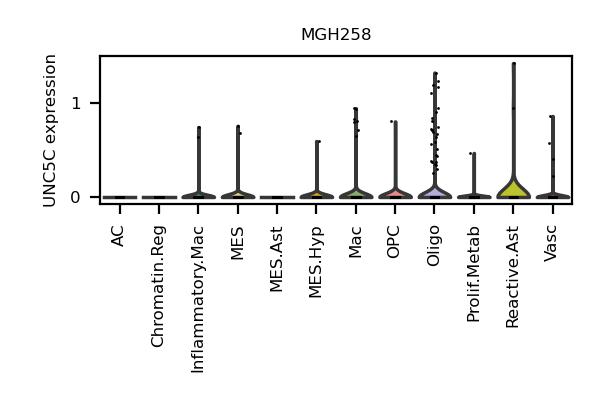 MGH258
UNC5C expression
1
0
AC
Chromatin.Reg
Inflammatory.Mac
MES
MES.Ast
MES.Hyp
Mac
OPC
Oligo
Prolif.Metab
Reactive.Ast
Vasc